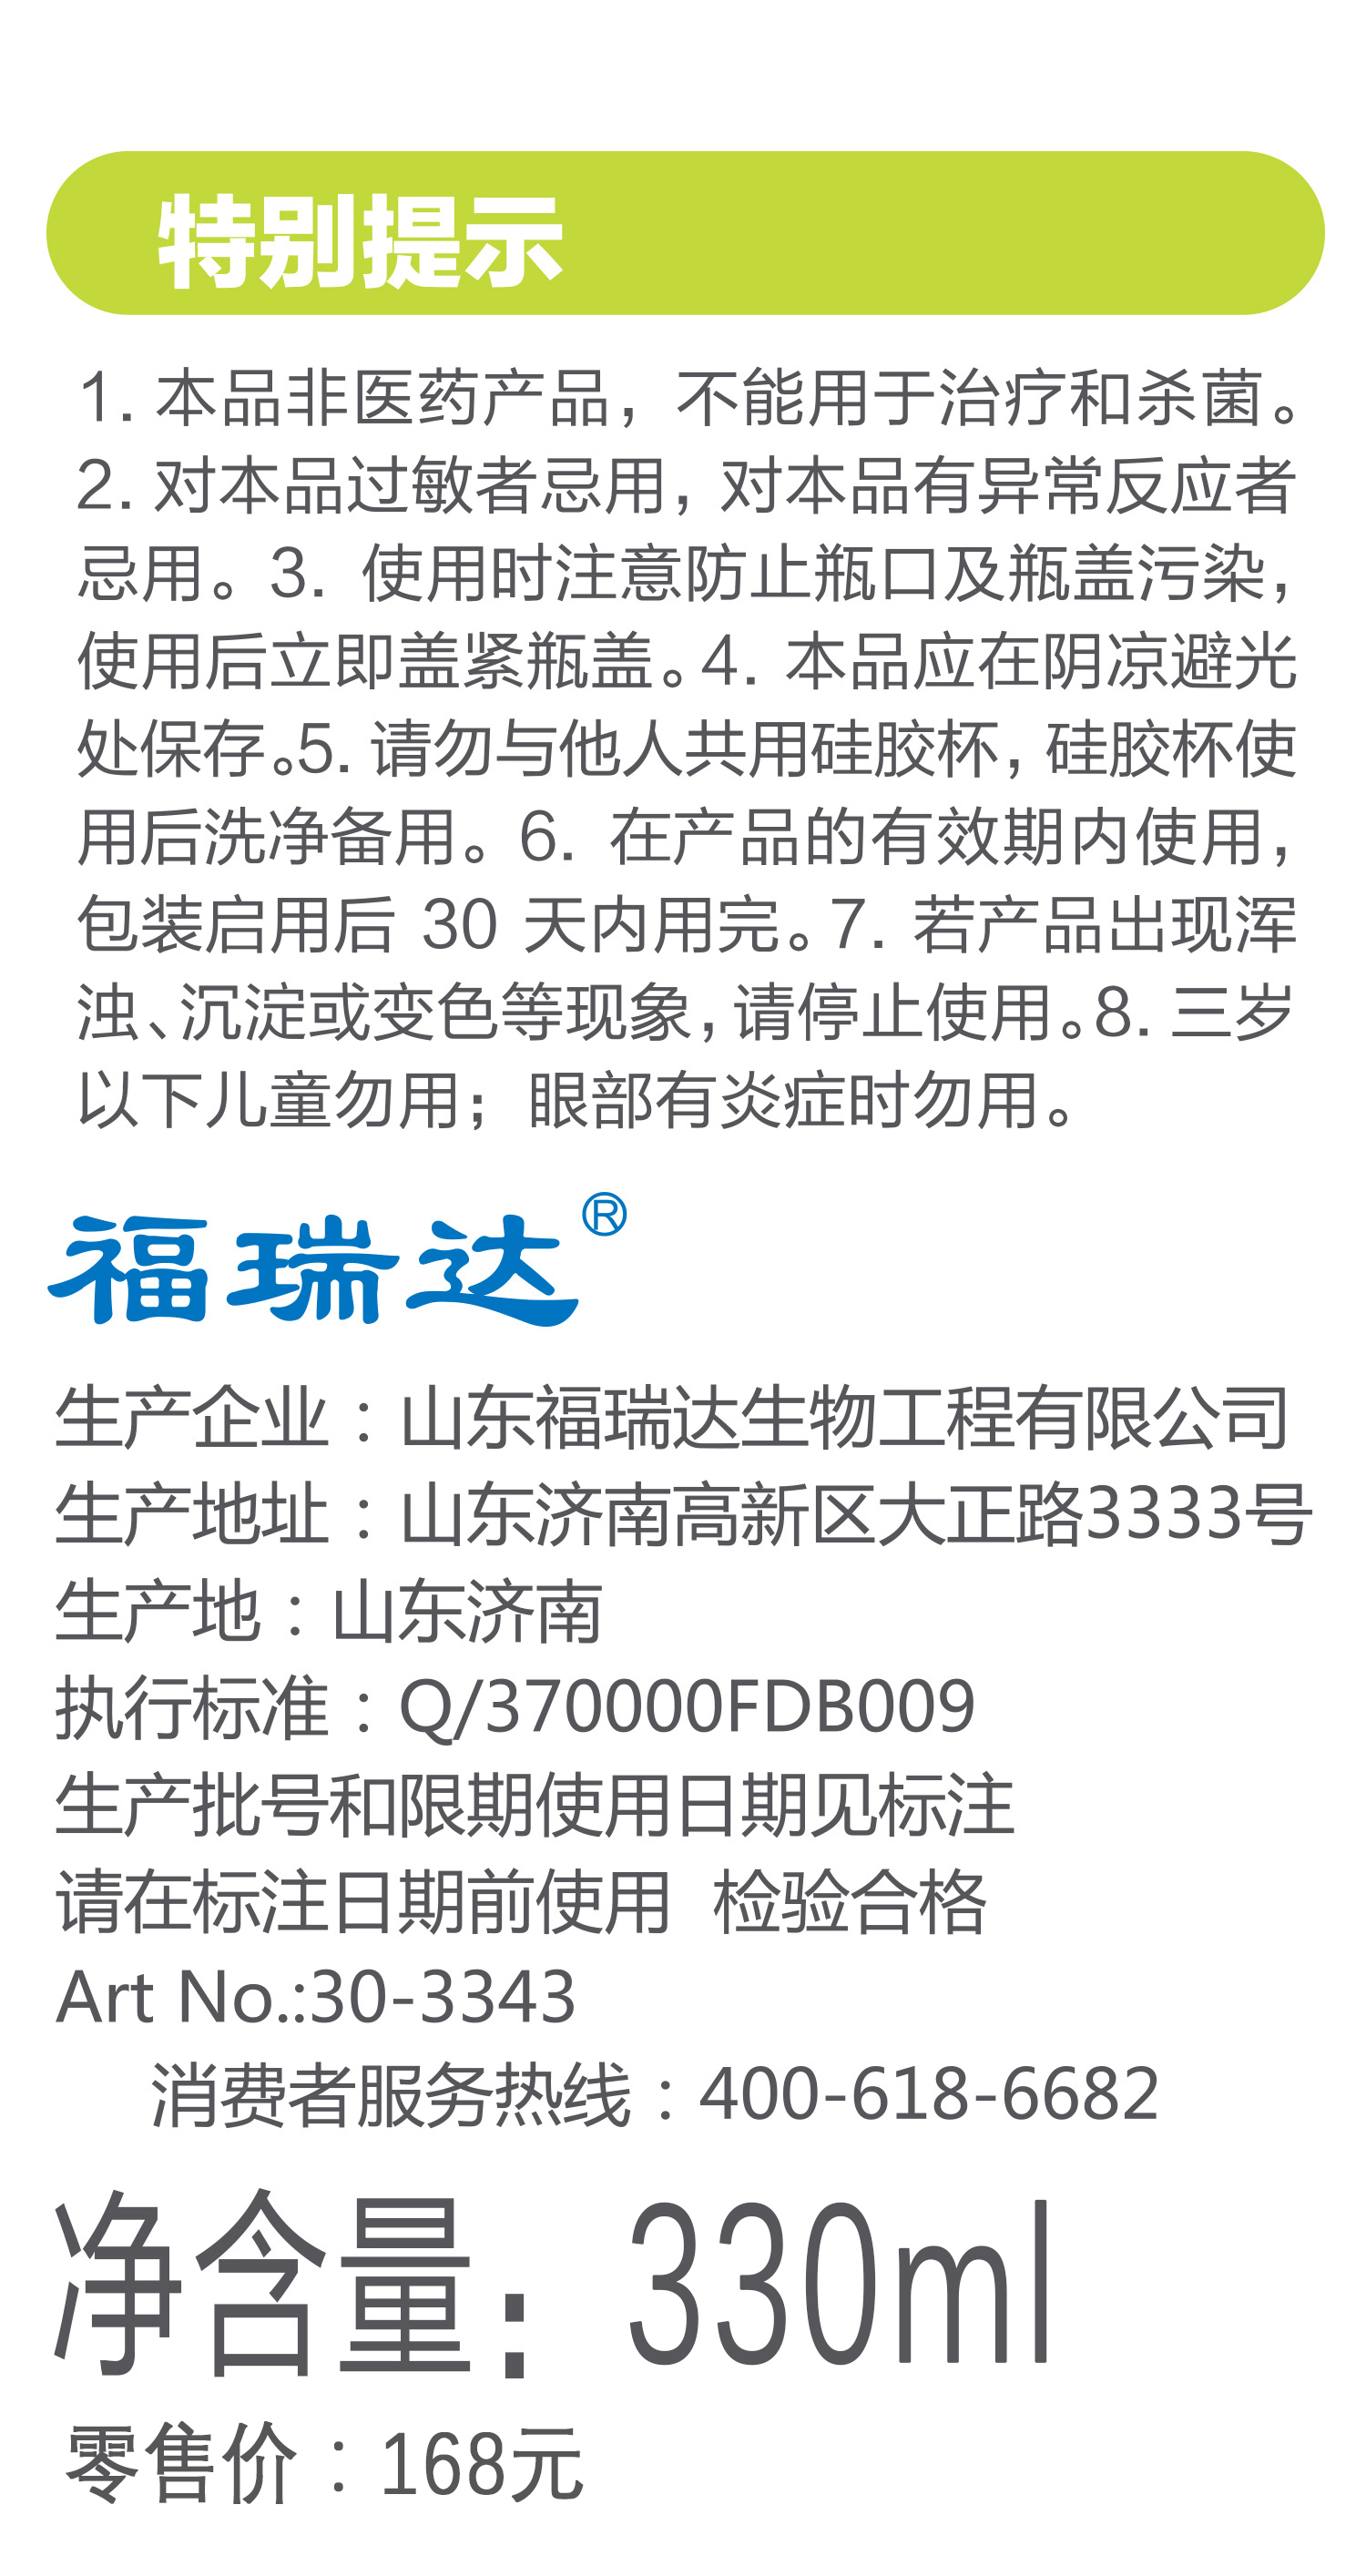 特别提示
1. 本品非医药产品，不能用于治疗和杀菌。
2. 对本品过敏者忌用，对本品有异常反应者
忌用。3. 使用时注意防止瓶口及瓶盖污染，
使用后立即盖紧瓶盖。4. 本品应在阴凉避光
处保存。5. 请勿与他人共用硅胶杯，硅胶杯使
用后洗净备用。6. 在产品的有效期内使用，
包装启用后 30 天内用完。7. 若产品出现浑
浊、沉淀或变色等现象，请停止使用。8. 三岁
以下儿童勿用；眼部有炎症时勿用。
福瑞达®
生产企业：山东福瑞达生物工程有限公司
生产地址：山东济南高新区大正路3333号
生产地：山东济南
执行标准：Q/370000FDB009
生产批号和限期使用日期见标注
请在标注日期前使用 检验合格
Art No.:30-3343
消费者服务热线：400-618-6682
净含量：330ml
零售价：168元